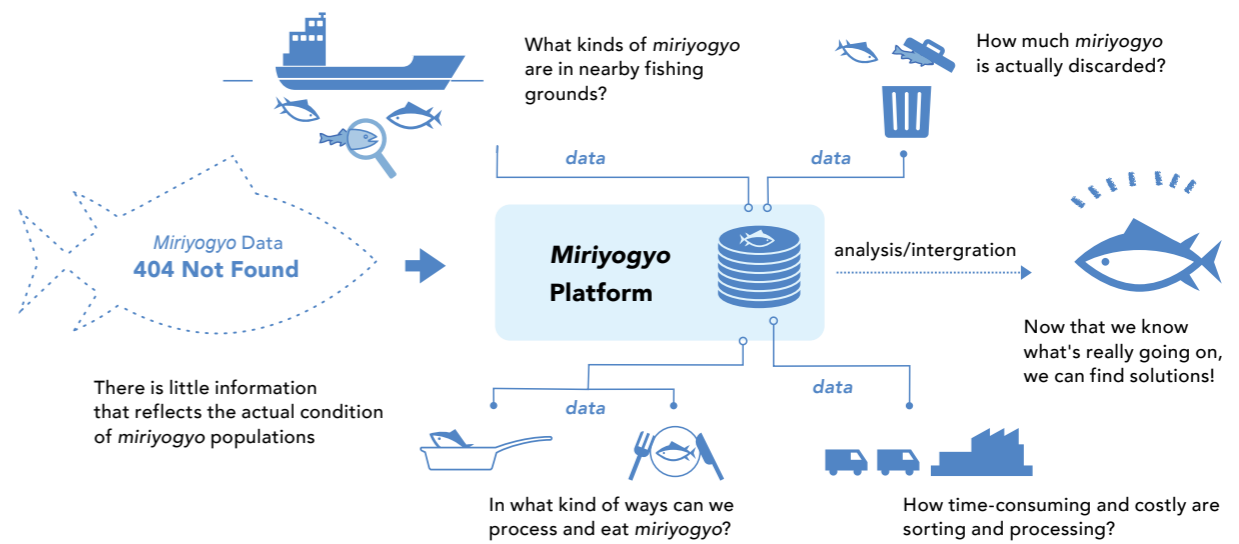 What kinds of miriyogyo
are in nearby fishing
grounds?
How much miriyogyo
is actually discarded?
data
data
Miriyogyo Data
404 Not Found
Miriyogyo
Platform
analysis/intergration
There is little information
that reflects the actual condition
of miriyogyo populations
Now that we know
what's really going on,
we can find solutions!
data
data
In what kind of ways can we
process and eat miriyogyo?
How time-consuming and costly are
sorting and processing?